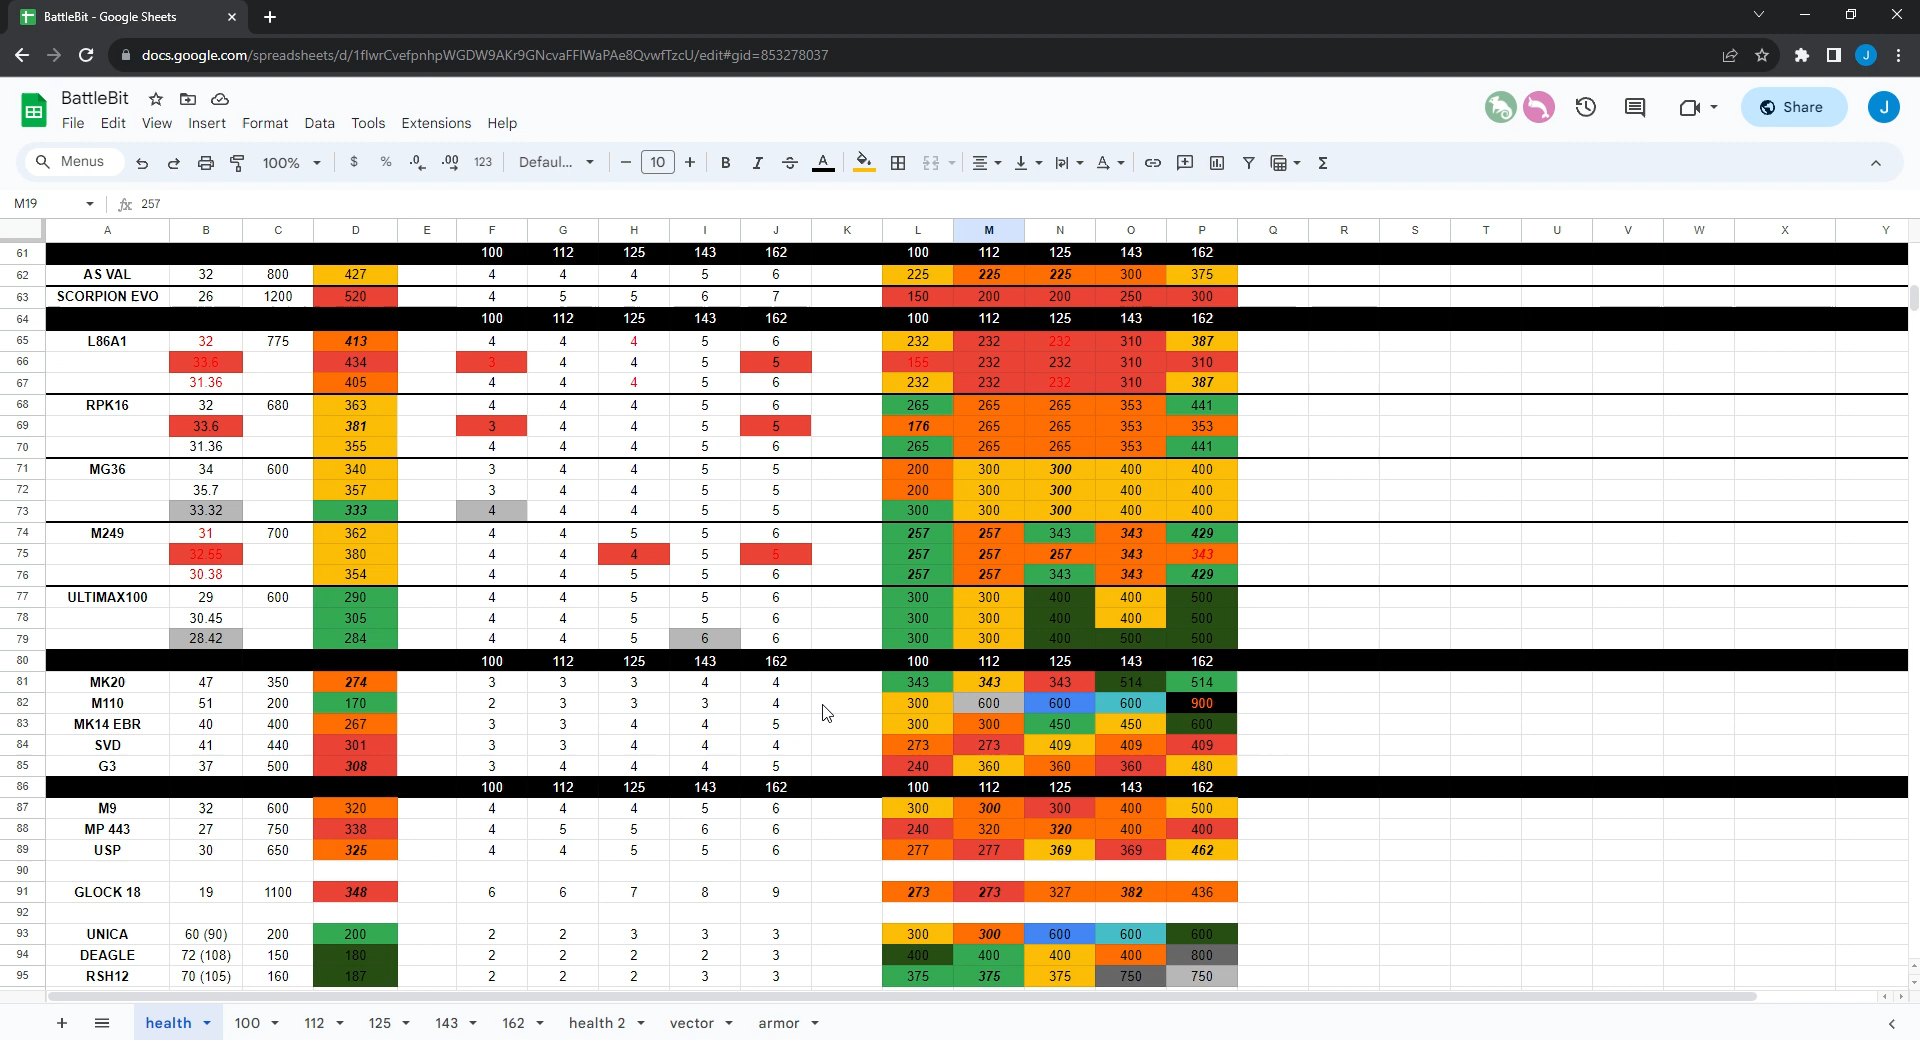 BattleBit - Google Sheets
docs.google.com/spreadsheets/d/1flwrCvefpnhpWGDW9AKr9GNcvaFFIWaPAe8QvwfTzcU/edit#gid=853278037
J
BattleBit
Share
J
File Edit View Insert Format Data Tools Extensions Help
Menus 100% $ % .0 .00 123 Defaul... 10 B I A
M19 fx 257
A B C D E F G H I J K L M N O P Q R S T U V W X Y
61 100 112 125 143 162 100 112 125 143 162
62 AS VAL 32 800 427 4 4 4 5 6 225 225 225 300 375
63 SCORPION EVO 26 1200 520 4 5 5 6 7 150 200 200 250 300
64 100 112 125 143 162 100 112 125 143 162
65 L86A1 32 775 413 4 4 4 5 6 232 232 232 310 387
66 33.6 434 3 4 4 5 5 155 232 232 310 310
67 31.36 405 4 4 4 5 6 232 232 232 310 387
68 RPK16 32 680 363 4 4 4 5 6 265 265 265 353 441
69 33.6 381 3 4 4 5 5 176 265 265 353 353
70 31.36 355 4 4 4 5 6 265 265 265 353 441
71 MG36 34 600 340 3 4 4 5 5 200 300 300 400 400
72 35.7 357 3 4 4 5 5 200 300 300 400 400
73 33.32 333 4 4 4 5 5 300 300 300 400 400
74 M249 31 700 362 4 4 5 5 6 257 257 343 343 429
75 32.55 380 4 4 4 5 5 257 257 257 343 343
76 30.38 354 4 4 5 5 6 257 257 343 343 429
77 ULTIMAX100 29 600 290 4 4 5 5 6 300 300 400 400 500
78 30.45 305 4 4 5 5 6 300 300 400 400 500
79 28.42 284 4 4 5 6 6 300 300 400 500 500
80 100 112 125 143 162 100 112 125 143 162
81 MK20 47 350 274 3 3 3 4 4 343 343 343 514 514
82 M110 51 200 170 2 3 3 3 4 300 600 600 600 900
83 MK14 EBR 40 400 267 3 3 4 4 5 300 300 450 450 600
84 SVD 41 440 301 3 3 4 4 4 273 273 409 409 409
85 G3 37 500 308 3 4 4 4 5 240 360 360 360 480
86 100 112 125 143 162 100 112 125 143 162
87 M9 32 600 320 4 4 4 5 6 300 300 300 400 500
88 MP 443 27 750 338 4 5 5 6 6 240 320 320 400 400
89 USP 30 650 325 4 4 5 5 6 277 277 369 369 462
90
91 GLOCK 18 19 1100 348 6 6 7 8 9 273 273 327 382 436
92
93 UNICA 60 (90) 200 200 2 2 3 3 3 300 300 600 600 600
94 DEAGLE 72 (108) 150 180 2 2 2 2 3 400 400 400 400 800
95 RSH12 70 (105) 160 187 2 2 2 3 3 375 375 375 750 750
health 100 112 125 143 162 health 2 vector armor